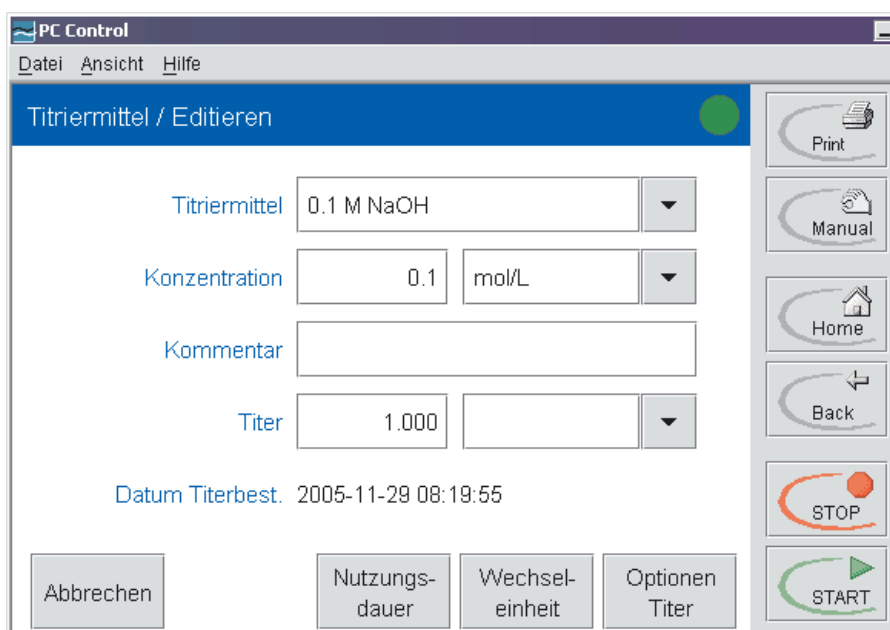 PC Control
Datei Ansicht Hilfe
Titriermittel / Editieren
Titriermittel 0.1 M NaOH
Konzentration 0.1 mol/L
Kommentar
Titer 1.000
Datum Titerbest. 2005-11-29 08:19:55
Abbrechen
Nutzungs-
dauer
Wechsel-
einheit
Optionen
Titer
Print
Manual
Home
Back
STOP
START